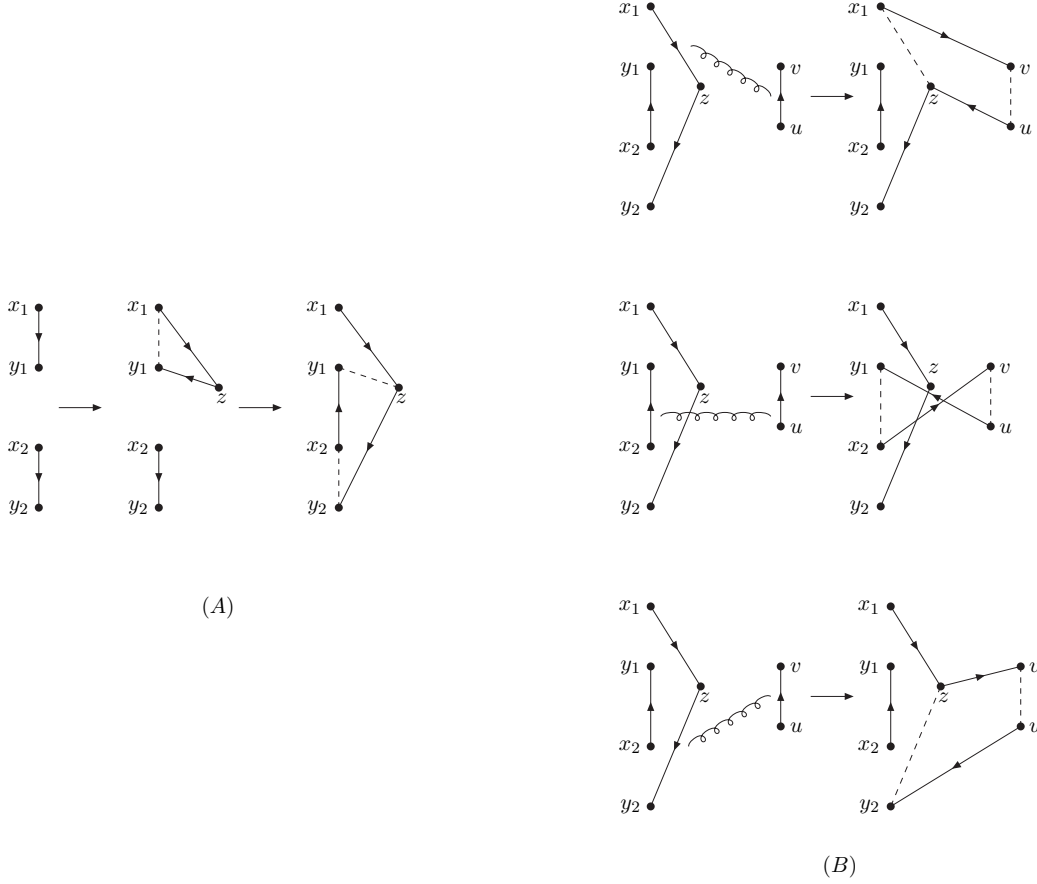 x₁
y₁
x₂
y₂
x₁
y₁
z
x₂
y₂
x₁
y₁
z
x₂
y₂
(A)
x₁
y₁
v
z
u
x₂
y₂
x₁
y₁
v
z
u
x₂
y₂
x₁
y₁
v
z
u
x₂
y₂
x₁
z
y₁
v
u
x₂
y₂
x₁
y₁
v
z
u
x₂
y₂
x₁
y₁
z
x₂
y₂
(B)